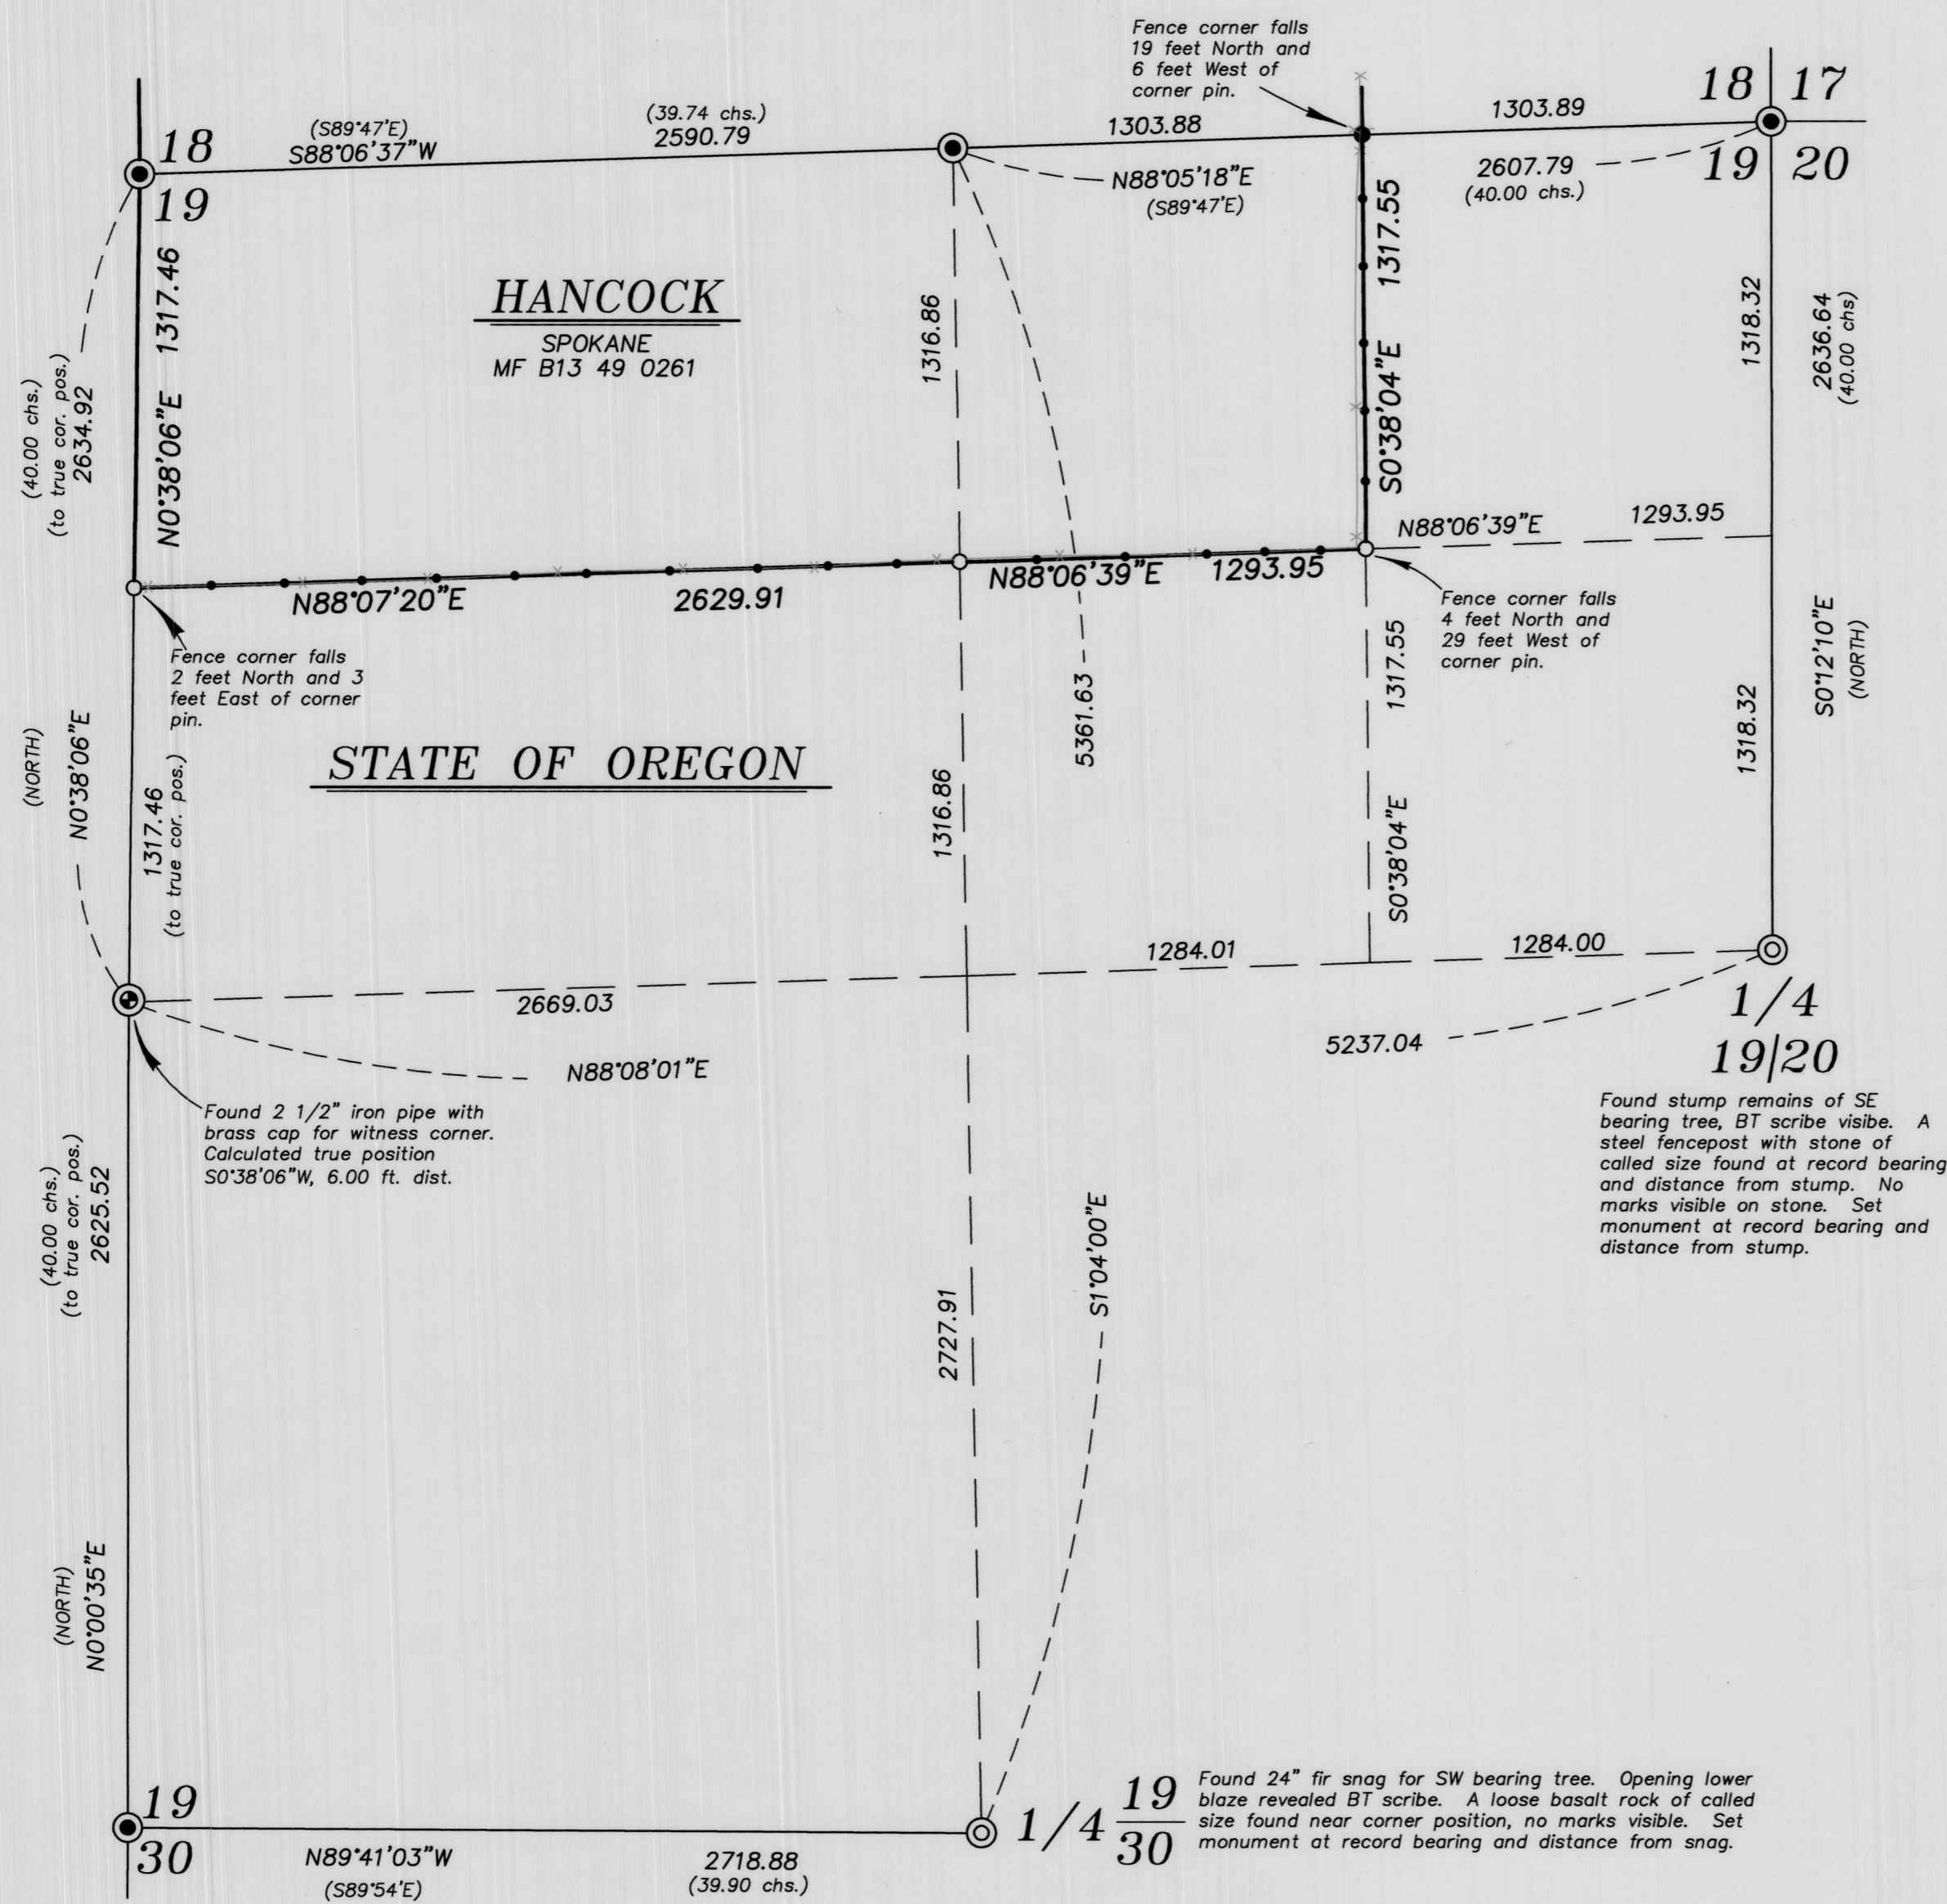 Fence corner falls
19 feet North and
6 feet West of
corner pin.
18
17
(39.74 chs.)
(S89°47'E)
1303.88
1303.89
18
S88°06'37"W
2590.79
19
20
19
N88°05'18"E
(S89°47'E)
2607.79
(40.00 chs.)
N0°38'06"E 1317.46
(40.00 chs.)
(to true cor. pos.)
2634.92
HANCOCK
SPOKANE
MF B13 49 0261
1316.86
S0°38'04"E 1317.55
1318.32
2636.64
(40.00 chs)
N88°06'39"E
1293.95
N88°07'20"E
2629.91
N88°06'39"E
1293.95
Fence corner falls
2 feet North and 3
feet East of corner
pin.
Fence corner falls
4 feet North and
29 feet West of
corner pin.
1317.55
S0°12'10"E
(NORTH)
(NORTH)
N0°38'06"E
1317.46
(to true cor. pos.)
STATE OF OREGON
1316.86
5361.63
S0°38'04"E
1318.32
1284.01
1284.00
2669.03
N88°08'01"E
5237.04
1/4
19|20
Found 2 1/2" iron pipe with
brass cap for witness corner.
Calculated true position
S0°38'06"W, 6.00 ft. dist.
Found stump remains of SE
bearing tree, BT scribe visibe. A
steel fencepost with stone of
called size found at record bearing
and distance from stump. No
marks visible on stone. Set
monument at record bearing and
distance from stump.
(40.00 chs.)
(to true cor. pos.)
2625.52
2727.91
S1°04'00"E
(NORTH)
N0°00'35"E
19
30
N89°41'03"W
(S89°54'E)
2718.88
(39.90 chs.)
1/4
19
30
Found 24" fir snag for SW bearing tree. Opening lower
blaze revealed BT scribe. A loose basalt rock of called
size found near corner position, no marks visible. Set
monument at record bearing and distance from snag.